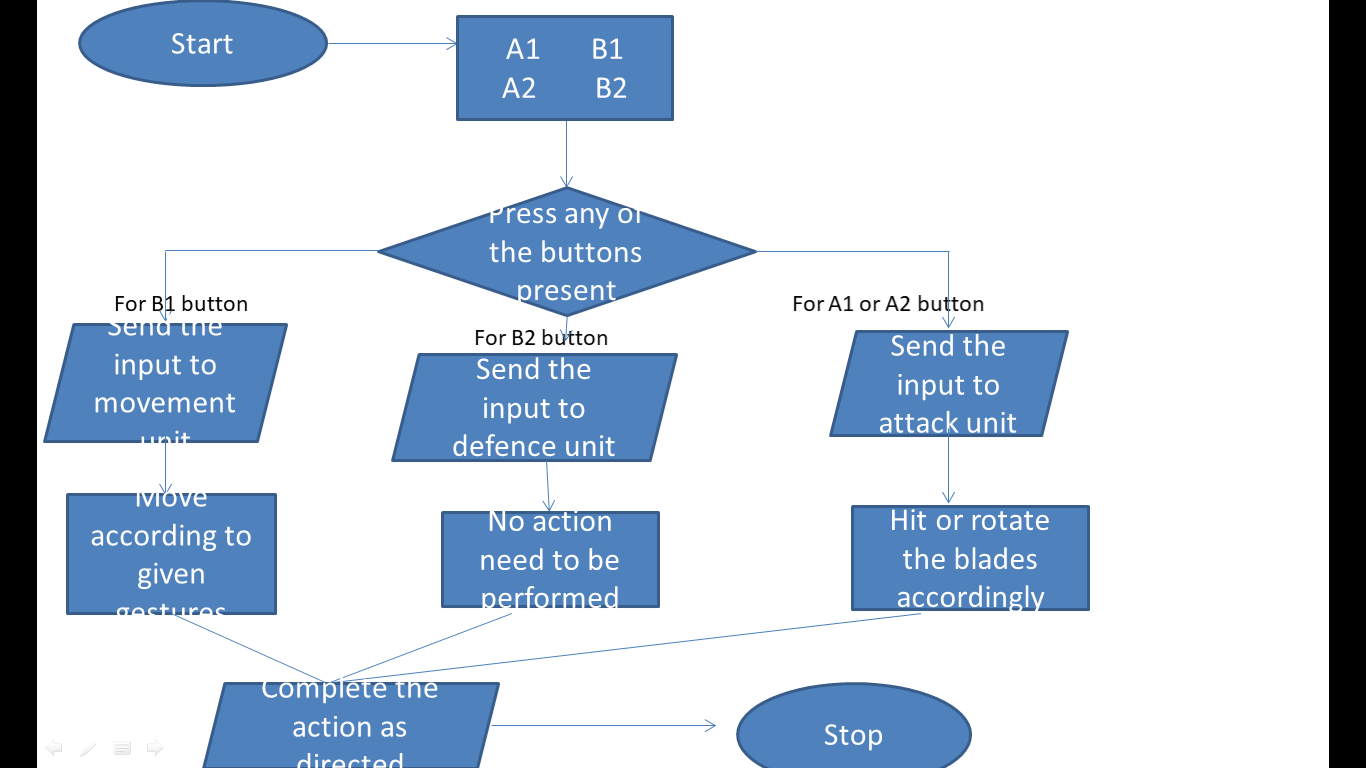 Start
A1 B1
A2 B2
Press any of
the buttons
present
For B1 button
For B2 button
For A1 or A2 button
Send the
input to
movement
unit
Send the
input to
defence unit
Send the
input to
attack unit
Move
according to
given
gestures
No action
need to be
performed
Hit or rotate
the blades
accordingly
Complete the
action as
directed
Stop